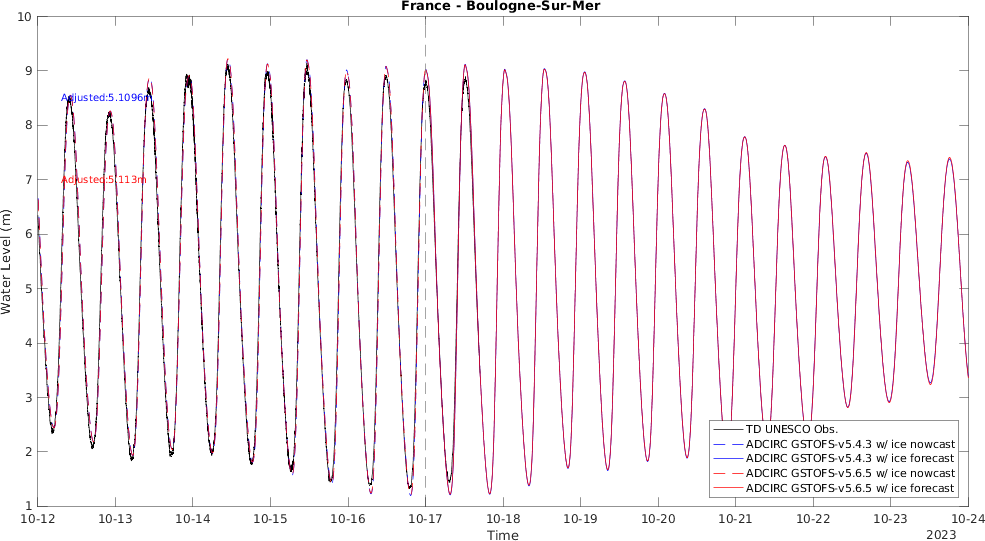 France - Boulogne-Sur-Mer
10
9
8
7
6
5
4
3
2
1
Water Level (m)
Adjusted:5.1096m
Adjusted:5.113m
TD UNESCO Obs.
ADCIRC GSTOFS-v5.4.3 w/ ice nowcast
ADCIRC GSTOFS-v5.4.3 w/ ice forecast
ADCIRC GSTOFS-v5.6.5 w/ ice nowcast
ADCIRC GSTOFS-v5.6.5 w/ ice forecast
10-12 10-13 10-14 10-15 10-16 10-17 10-18 10-19 10-20 10-21 10-22 10-23 10-24
Time
2023